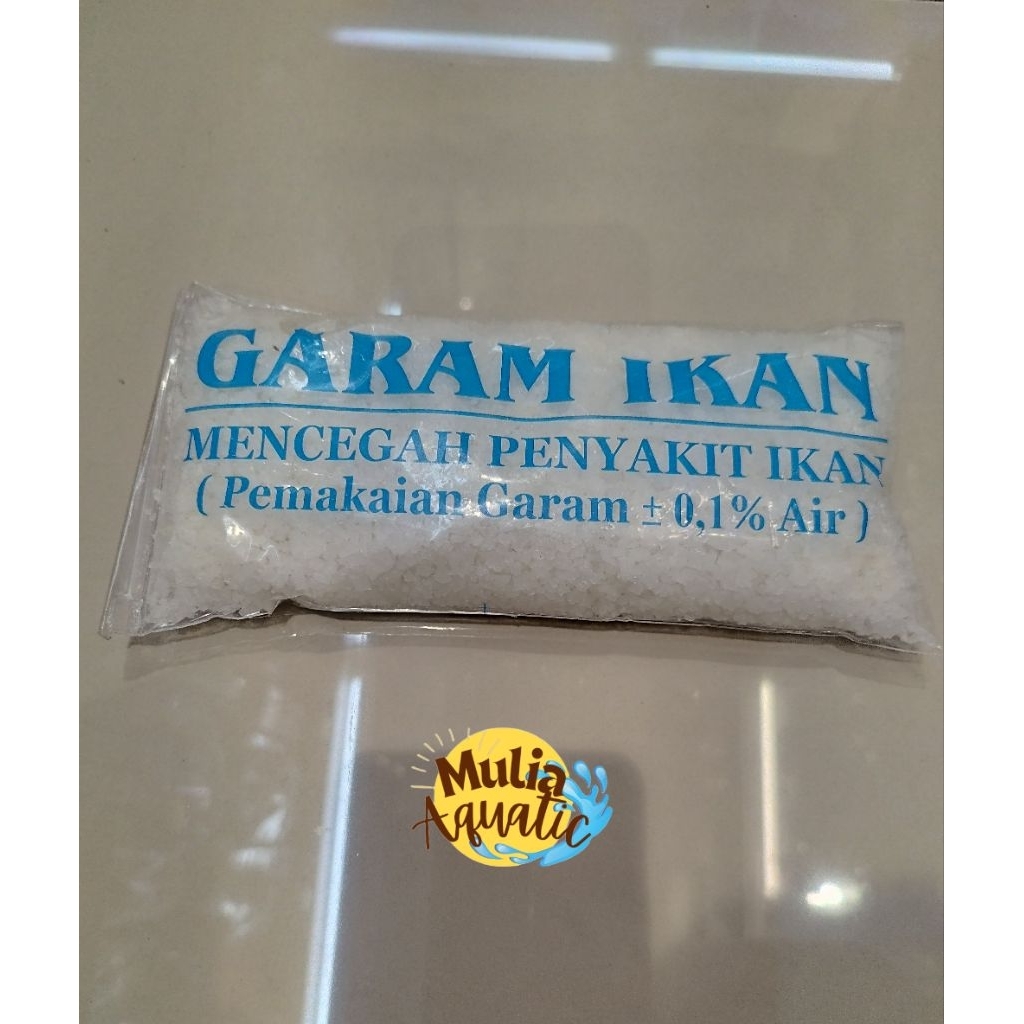 GARAM IKAN
MENCEGAH PENYAKIT IKAN
( Pemakaian Garam ± 0,1% Air )
Mulia
Aquatic